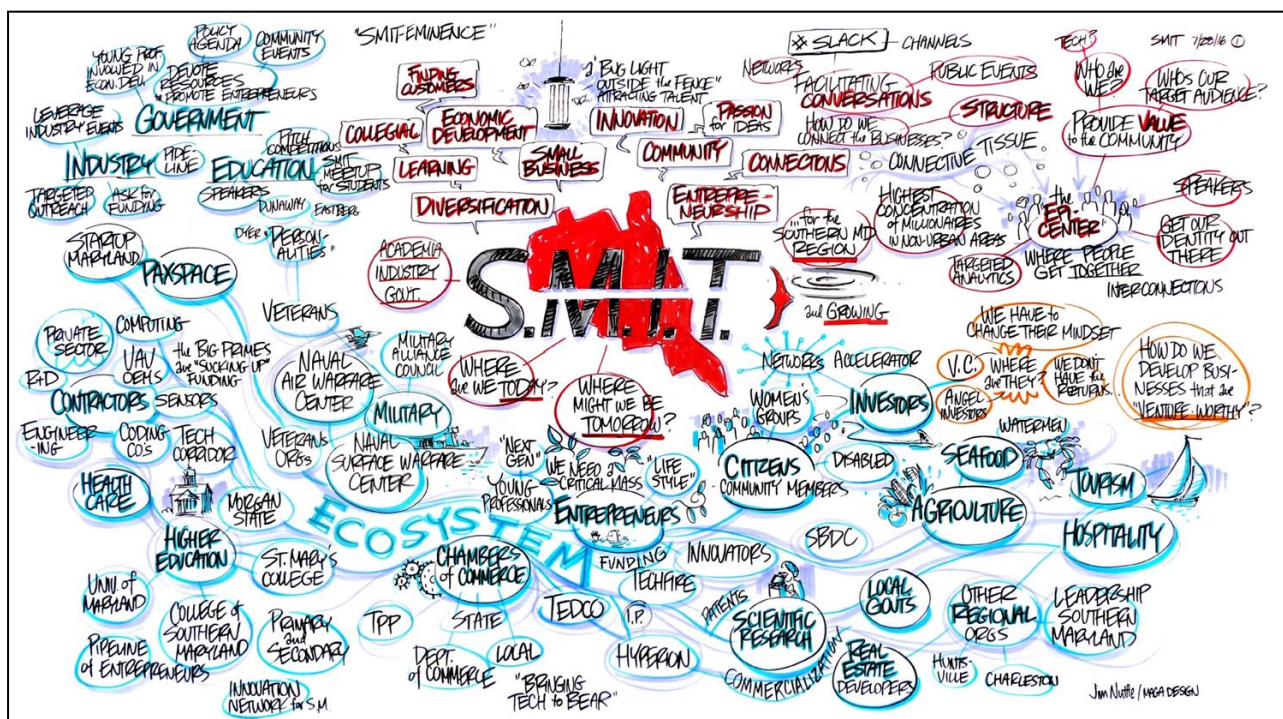 YOUNG PROF.
INVOLVED IN
ECON. DEV.
POLICY
AGENDA
COMMUNITY
EVENTS
DEVOTE
RESOURCES
to PROMOTE ENTREPRENEURS
LEVERAGE
INDUSTRY EVENTS
GOVERNMENT
INDUSTRY
PIPE-
LINE
EDUCATION
PITCH
COMPETITIONS
SMIT
MEETUP
for STUDENTS
TARGETED
OUTREACH
ASK for
FUNDING
SPEAKERS
DUNAWAY
EASTBERG
DYER
"PERSON-
ALITIES"
"SMIT-EMINENCE"
FINDING
CUSTOMERS
COLLEGIAL
ECONOMIC
DEVELOPMENT
LEARNING
SMALL
BUSINESS
DIVERSIFICATION
a "BUG LIGHT
OUTSIDE the FENCE"
ATTRACTING TALENT
INNOVATION
PASSION
for IDEAS
COMMUNITY
CONNECTIONS
ENTREPRE-
NEURSHIP
* SLACK
CHANNELS
NETWORKS
FACILITATING
CONVERSATIONS
PUBLIC EVENTS
STRUCTURE
HOW DO WE
CONNECT the BUSINESSES?
CONNECTIVE TISSUE
TECH?
SMIT 7/28/16 1
WHO are
WE?
WHO'S OUR
TARGET AUDIENCE?
PROVIDE VALUE
to the COMMUNITY
HIGHEST
CONCENTRATION
of MILLIONAIRES
IN NON-URBAN AREAS
the
"EPI-
CENTER"
WHERE PEOPLE
GET TOGETHER
SPEAKERS
GET OUR
IDENTITY OUT
THERE
TARGETED
ANALYTICS
INTERCONNECTIONS
ACADEMIA
INDUSTRY
GOVT.
S.M.I.T.
...for the
SOUTHERN MD
REGION
and GROWING
WHERE
are WE TODAY?
WHERE
MIGHT WE BE
TOMORROW?
STARTUP
MARYLAND
PAXSPACE
VETERANS
PRIVATE
SECTOR
COMPUTING
UAV
OEMS
the BIG PRIMES
are "SUCKING UP"
FUNDING
R+D
CONTRACTORS
SENSORS
ENGINEER
-ING
CODING
CO.'S
TECH
CORRIDOR
NAVAL
AIR WARFARE
CENTER
MILITARY
ALLIANCE
COUNCIL
MILITARY
VETERANS
ORGs
NAVAL
SURFACE WARFARE
CENTER
HEALTH
CARE
MORGAN
STATE
HIGHER
EDUCATION
ST. MARY'S
COLLEGE
UNIV. of
MARYLAND
COLLEGE of
SOUTHERN
MARYLAND
PRIMARY
and
SECONDARY
PIPELINE
of ENTREPRENEURS
INNOVATION
NETWORK for S.M.
ECOSYSTEM
"NEXT
GEN"
WE NEED a
CRITICAL MASS
"LIFE
STYLE"
YOUNG
PROFESSIONALS
ENTREPRENEURS
FUNDING
INNOVATORS
TECHFIRE
CHAMBERS
of COMMERCE
TPP
STATE
LOCAL
DEPT.
of COMMERCE
TEDCO
I.P.
HYPERION
"BRINGING
TECH to BEAR"
NETWORKS
ACCELERATOR
WOMEN'S
GROUPS
INVESTORS
CITIZENS
COMMUNITY MEMBERS
DISABLED
WE HAVE to
CHANGE THEIR MINDSET
V.C.
WHERE
are THEY?
WE DON'T
HAVE the
RETURNS...
ANGEL
INVESTORS
HOW DO WE
DEVELOP BUSI-
NESSES that are
"VENTURE-WORTHY"?
WATERMEN
SEAFOOD
AGRICULTURE
TOURISM
HOSPITALITY
SBDC
PATENTS
SCIENTIFIC
RESEARCH
COMMERCIALIZATION
LOCAL
GOVTS
REAL
ESTATE
DEVELOPERS
OTHER
REGIONAL
ORGS
LEADERSHIP
SOUTHERN
MARYLAND
HUNTS-
VILLE
CHARLESTON
Jim Nuttle / MAGA DESIGN